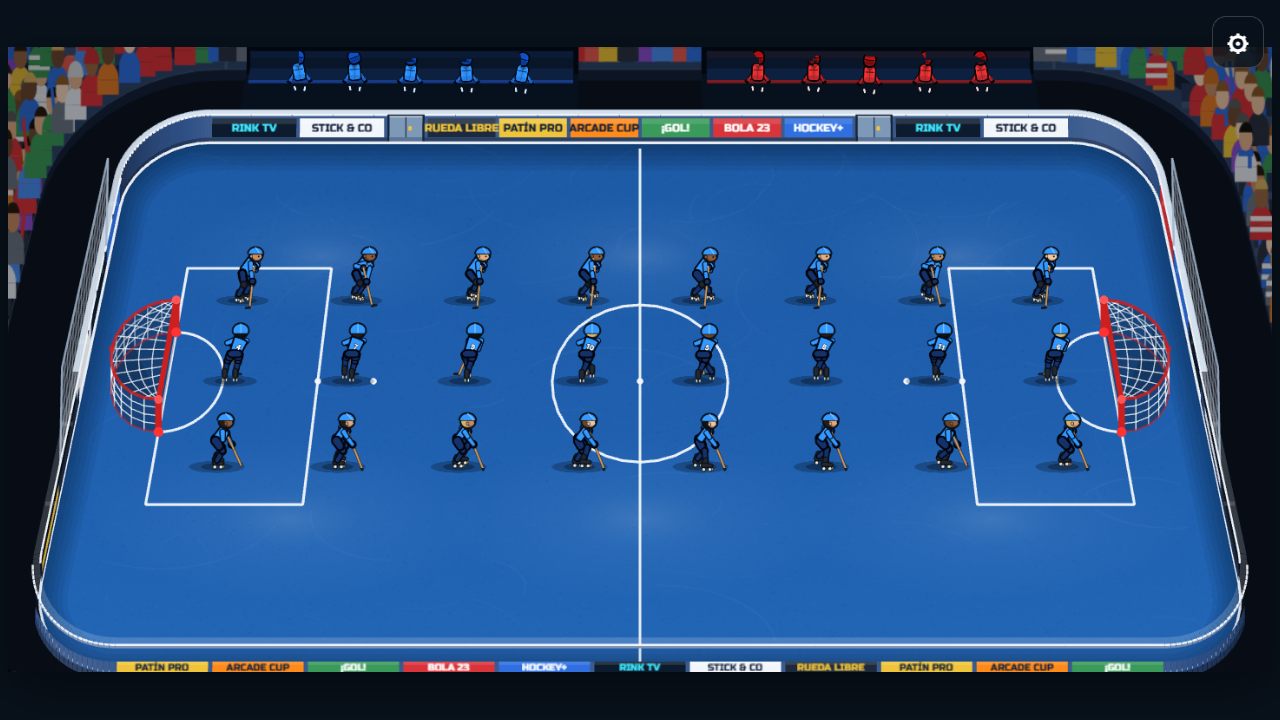 RINK TV STICK & CO RUEDA LIBRE PATÍN PRO ARCADE CUP ¡GOL! BOLA 23 HOCKEY+ RINK TV STICK & CO
PATÍN PRO ARCADE CUP ¡GOL! BOLA 23 HOCKEY+ RINK TV STICK & CO RUEDA LIBRE PATÍN PRO ARCADE CUP ¡GOL!